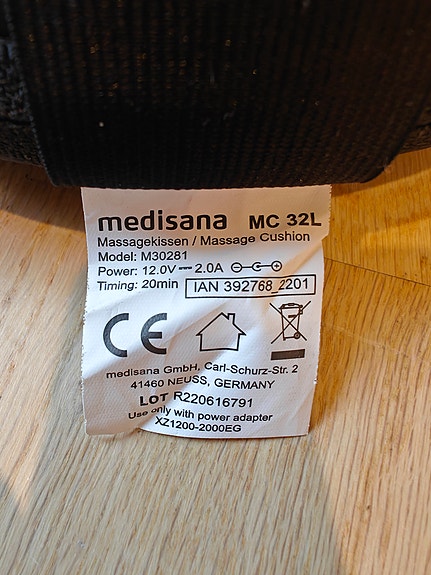 medisana MC 32L
Massagekissen / Massage Cushion
Model: M30281
Power: 12.0V⎓2.0A
Timing: 20min IAN 392768_2201
CE
medisana GmbH, Carl-Schurz-Str. 2
41460 NEUSS, GERMANY
LOT R220616791
Use only with power adapter
XZ1200-2000EG